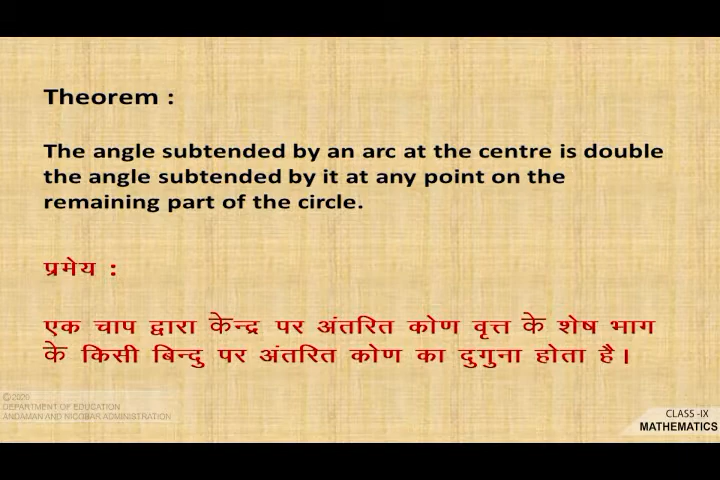 Theorem :
The angle subtended by an arc at the centre is double
the angle subtended by it at any point on the
remaining part of the circle.
प्रमेय :
एक चाप द्वारा केन्द्र पर अंतरित कोण वृत्त के शेष भाग
के किसी बिन्दु पर अंतरित कोण का दुगुना होता है।
©2020
DEPARTMENT OF EDUCATION
ANDAMAN AND NICOBAR ADMINISTRATION
CLASS -IX
MATHEMATICS